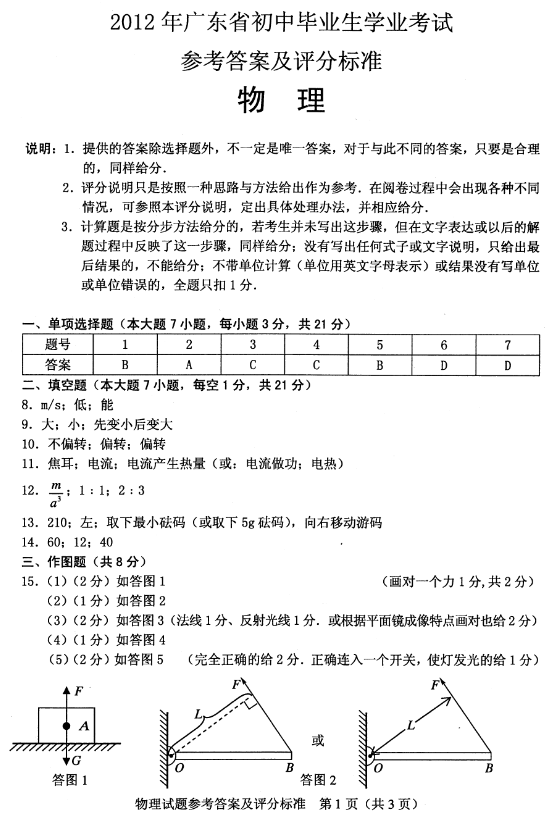 2012年广东省初中毕业生学业考试
参考答案及评分标准
物 理
说明：1．提供的答案除选择题外，不一定是唯一答案，对于与此不同的答案，只要是合理
的，同样给分．
2．评分说明只是按照一种思路与方法给出作为参考．在阅卷过程中会出现各种不同
情况，可参照本评分说明，定出具体处理办法，并相应给分．
3．计算题是按分步方法给分的，若考生并未写出这步骤，但在文字表达或以后的解
题过程中反映了这一步骤，同样给分；没有写出任何式子或文字说明，只给出最
后结果的，不能给分；不带单位计算（单位用英文字母表示）或结果没有写单位
或单位错误的，全题只扣1分．
一、单项选择题（本大题7小题，每小题3分，共21分）
题号 1 2 3 4 5 6 7
答案 B A C C B D D
二、填空题（本大题7小题，每空1分，共21分）
8．m/s；低；能
9．大；小；先变小后变大
10．不偏转；偏转；偏转
11．焦耳；电流；电流产生热量（或：电流做功；电热）
12．m/a³；1：1；2：3
13．210；左；取下最小砝码（或取下5g砝码），向右移动游码
14．60；12；40
三、作图题（共8分）
15．（1）（2分）如答图1 （画对一个力1分,共2分）
（2）（1分）如答图2
（3）（2分）如答图3（法线1分、反射光线1分．或根据平面镜成像特点画对也给2分）
（4）（1分）如答图4
（5）（2分）如答图5 （完全正确的给2分．正确连入一个开关，使灯发光的给1分）
F
A
G
答图1
F
L
O
B
或
答图2
F
L
O
B
物理试题参考答案及评分标准 第1页（共3页）